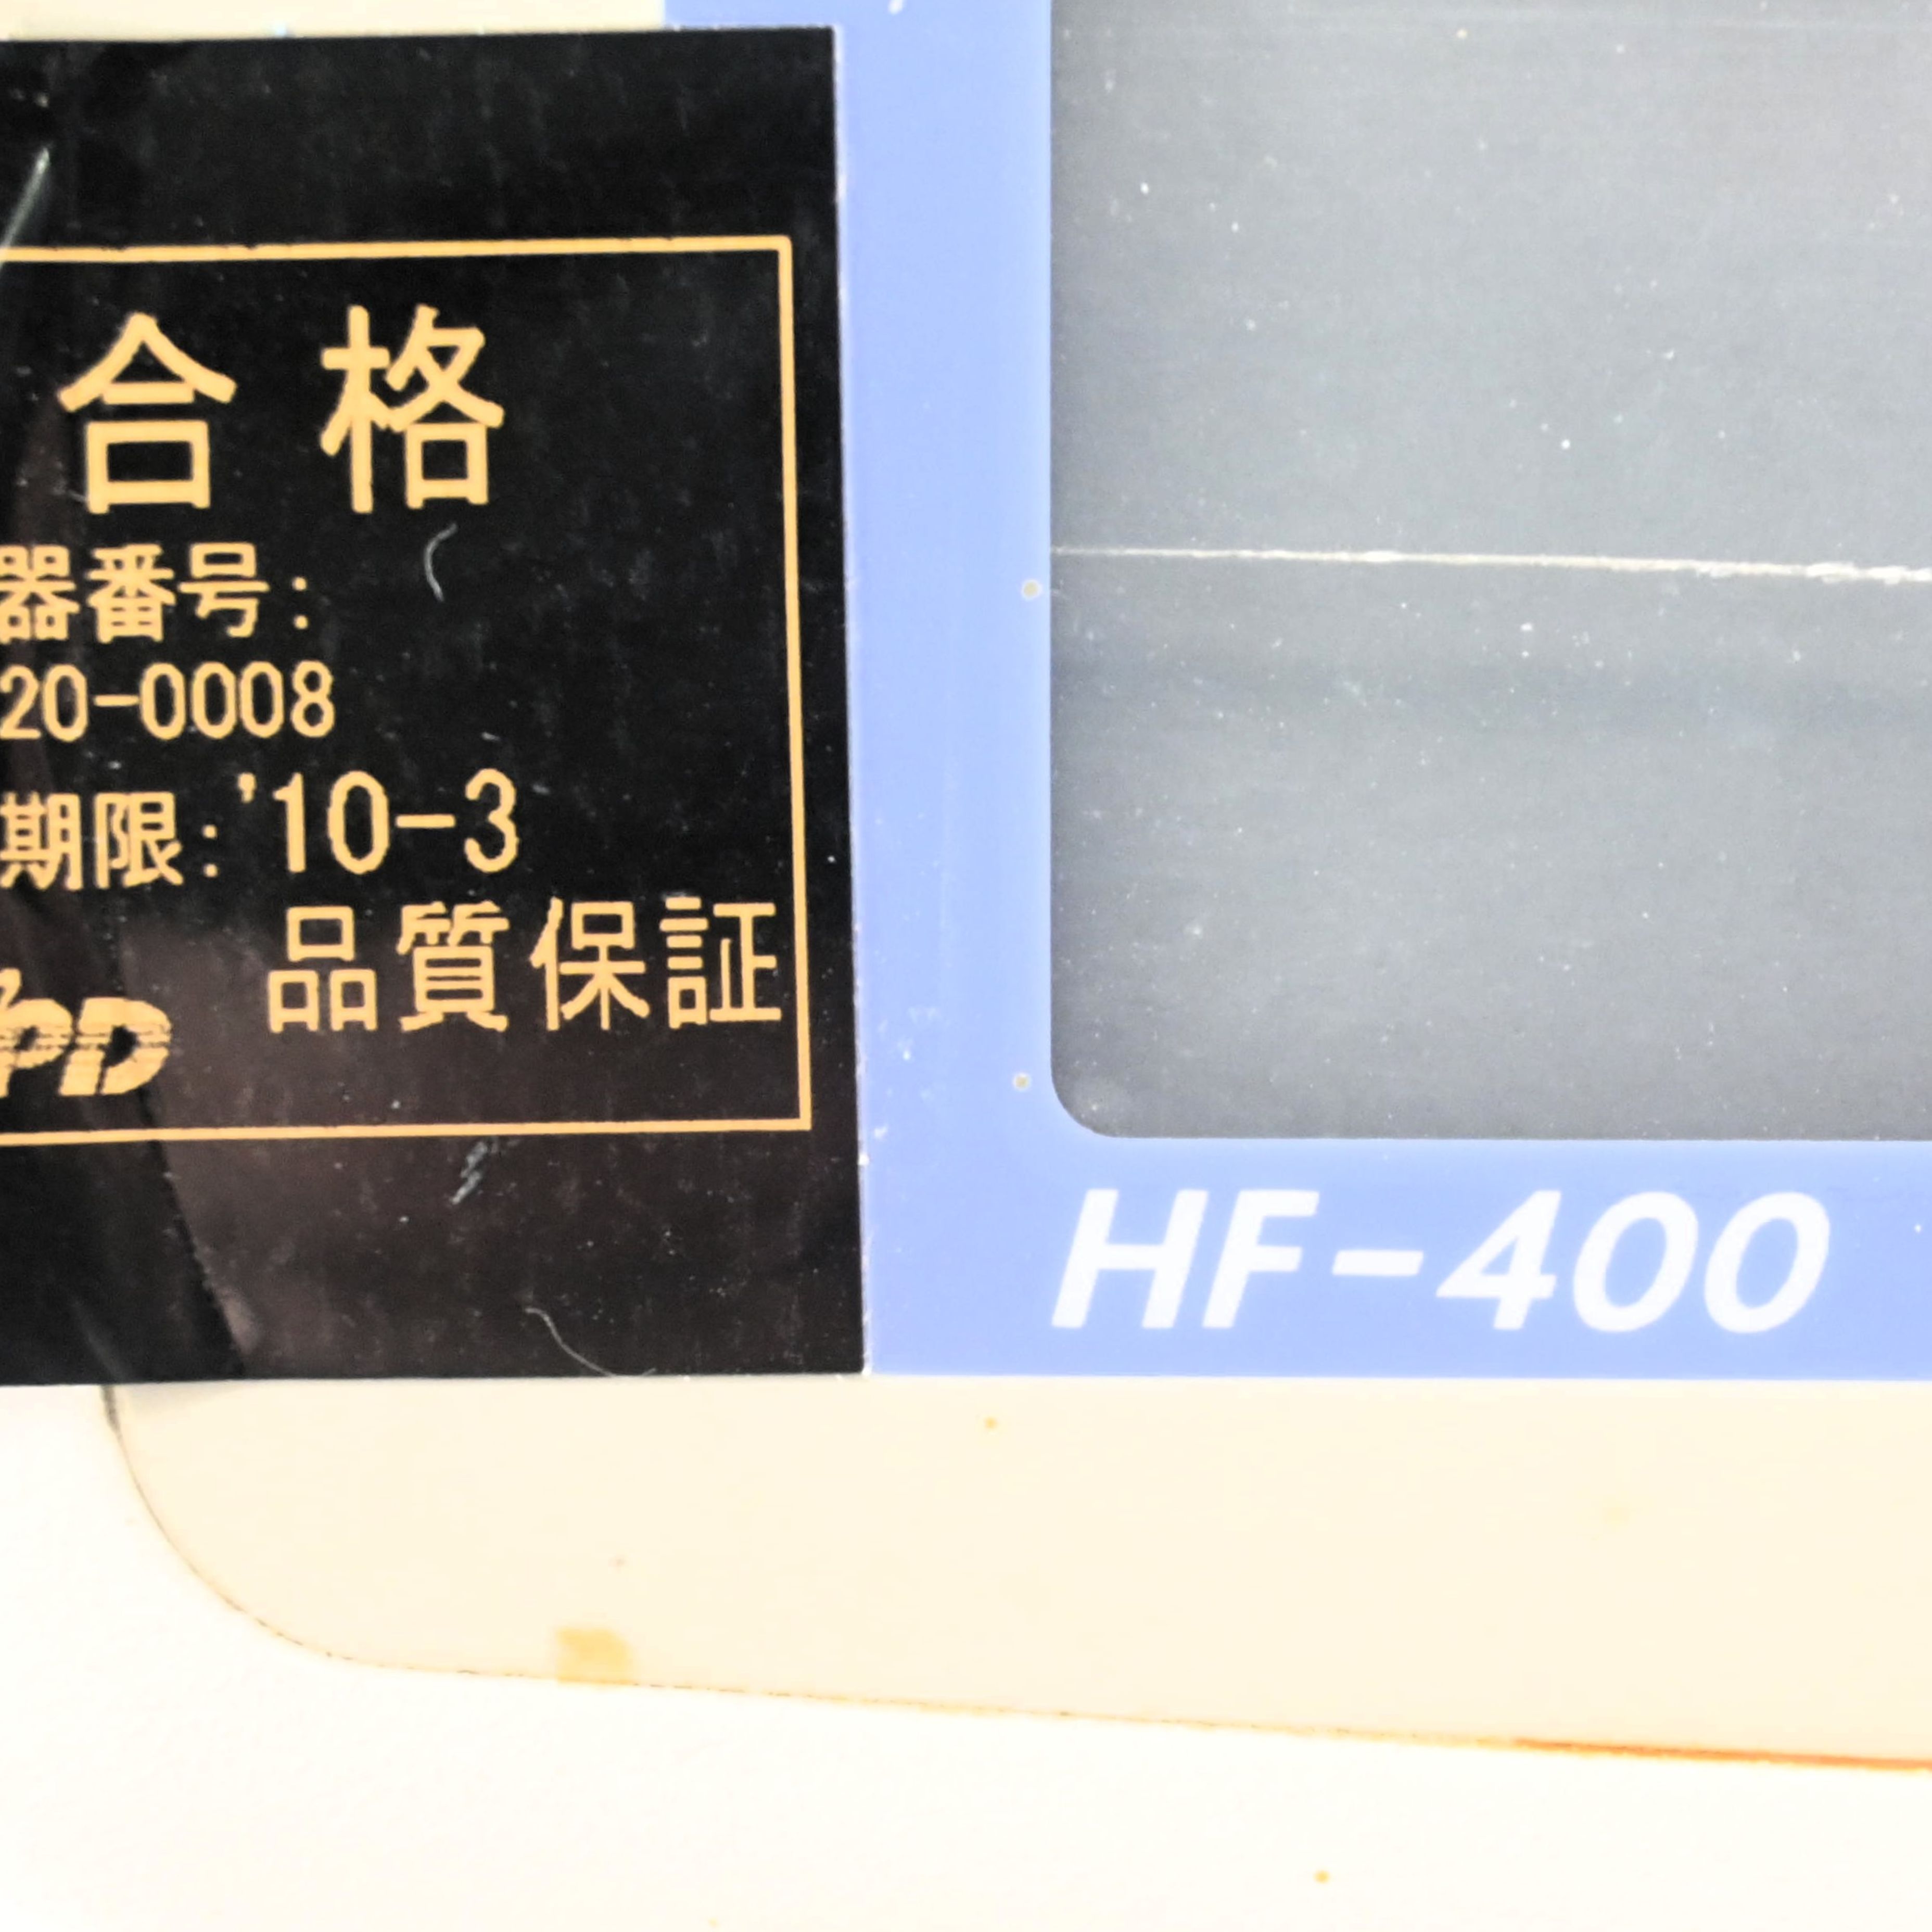 合格
器番号:
20-0008
期限: '10-3
品質保証
PD
HF-400